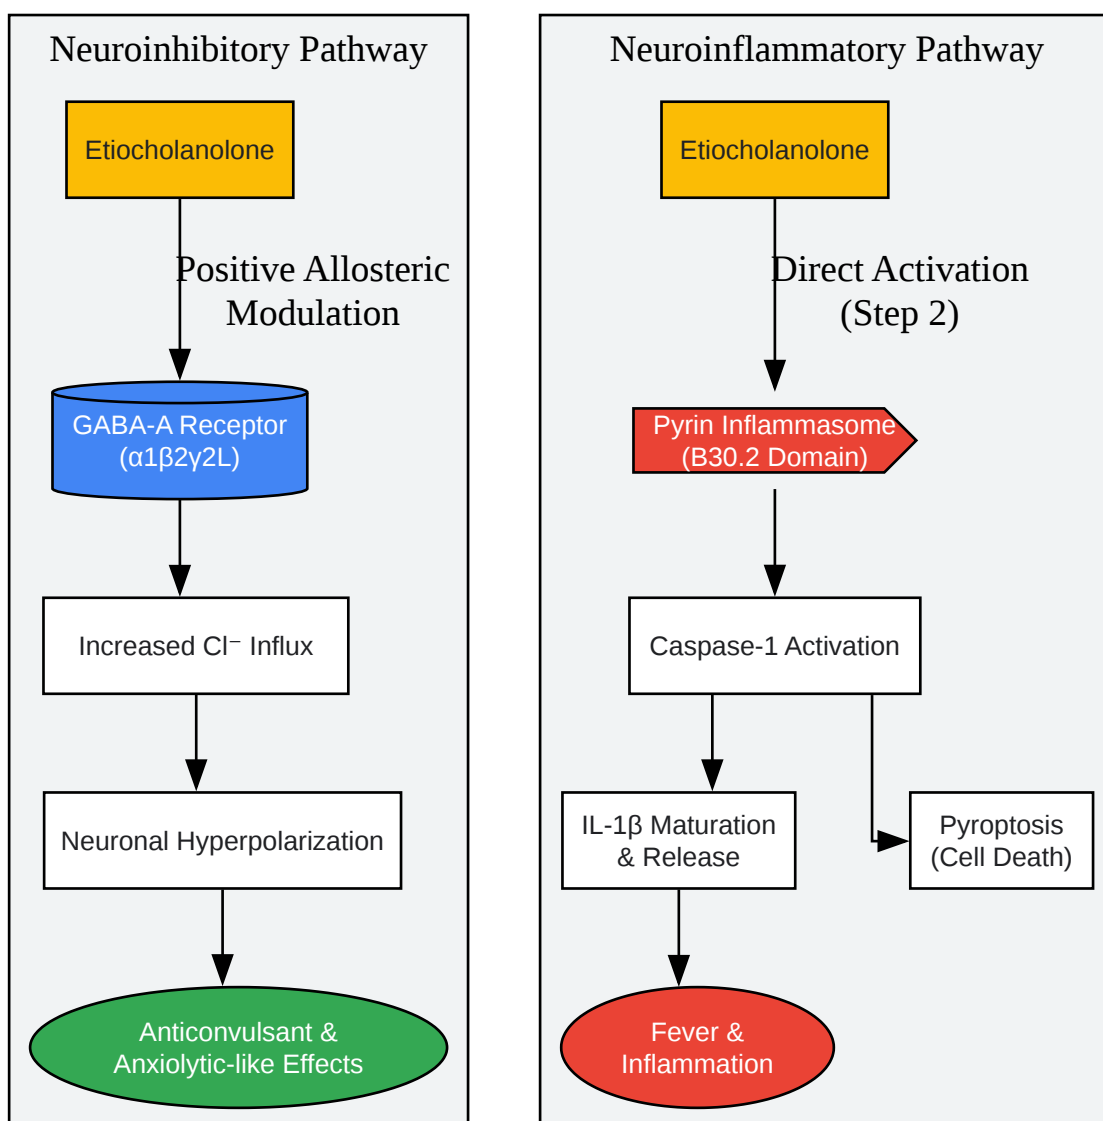 Neuroinhibitory Pathway
Etiocholanolone
Positive Allosteric
Modulation
GABA-A Receptor
(α1β2γ2L)
Increased Cl⁻ Influx
Neuronal Hyperpolarization
Anticonvulsant &
Anxiolytic-like Effects
Neuroinflammatory Pathway
Etiocholanolone
Direct Activation
(Step 2)
Pyrin Inflammasome
(B30.2 Domain)
Caspase-1 Activation
IL-1β Maturation
& Release
Pyroptosis
(Cell Death)
Fever &
Inflammation